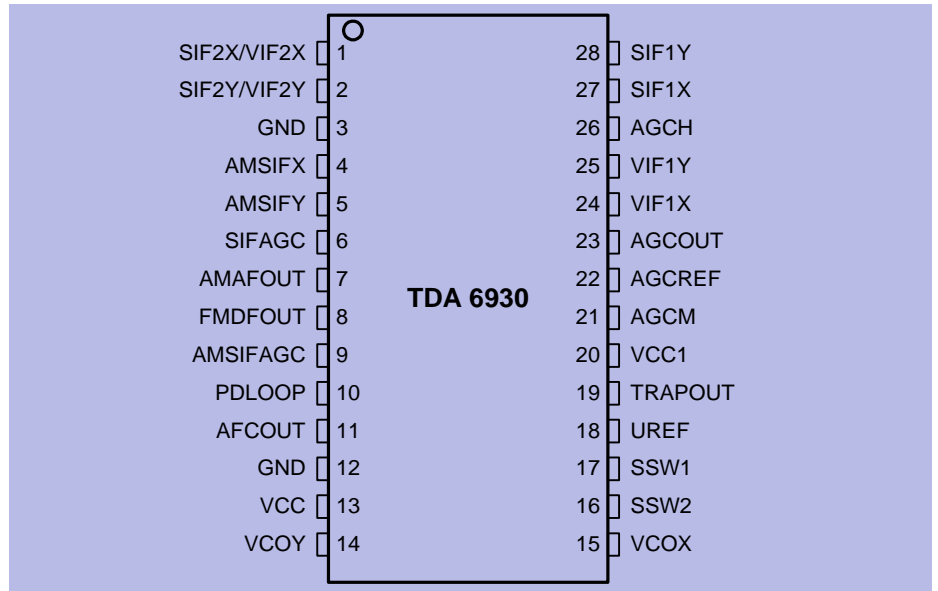 SIF2X/VIF2X 1 28 SIF1Y
SIF2Y/VIF2Y 2 27 SIF1X
GND 3 26 AGCH
AMSIFX 4 25 VIF1Y
AMSIFY 5 24 VIF1X
SIFAGC 6 23 AGCOUT
AMAFOUT 7 22 AGCREF
TDA 6930
FMDFOUT 8 21 AGCM
AMSIFAGC 9 20 VCC1
PDLOOP 10 19 TRAPOUT
AFCOUT 11 18 UREF
GND 12 17 SSW1
VCC 13 16 SSW2
VCOY 14 15 VCOX